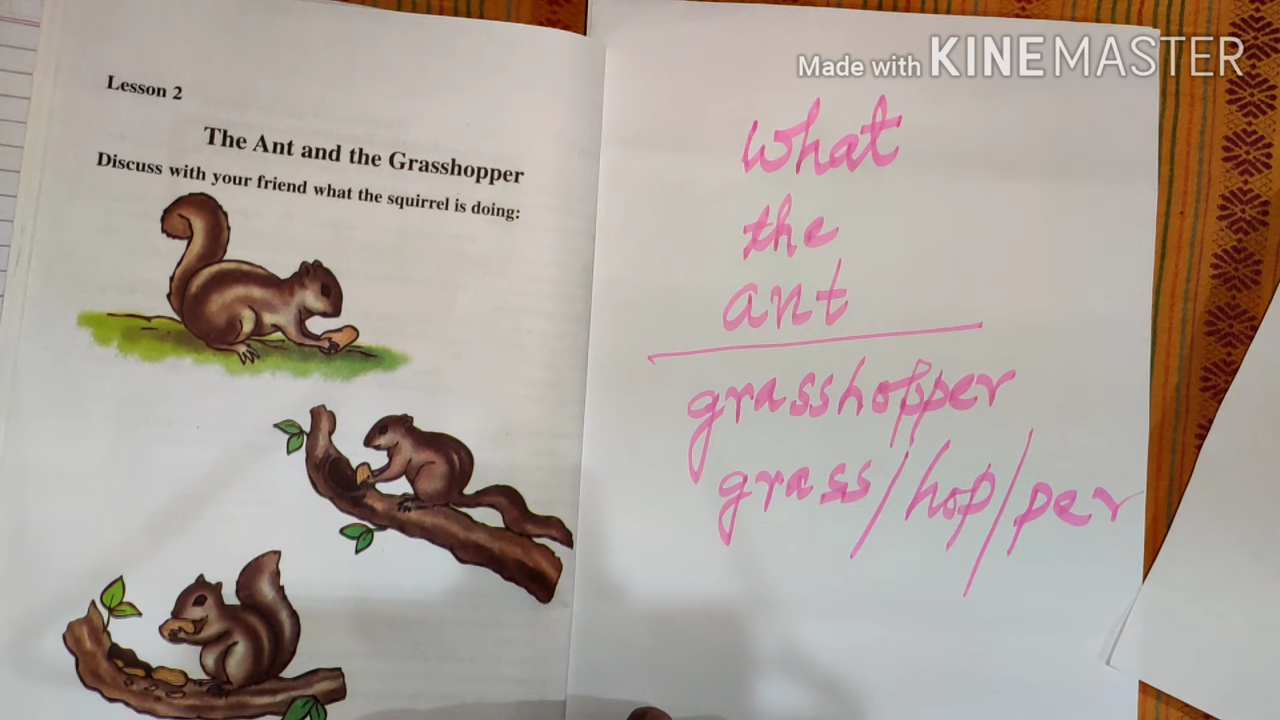 Lesson 2
The Ant and the Grasshopper
Discuss with your friend what the squirrel is doing:
Made with KINEMASTER
What
the
ant
grasshopper
grass/hop/per